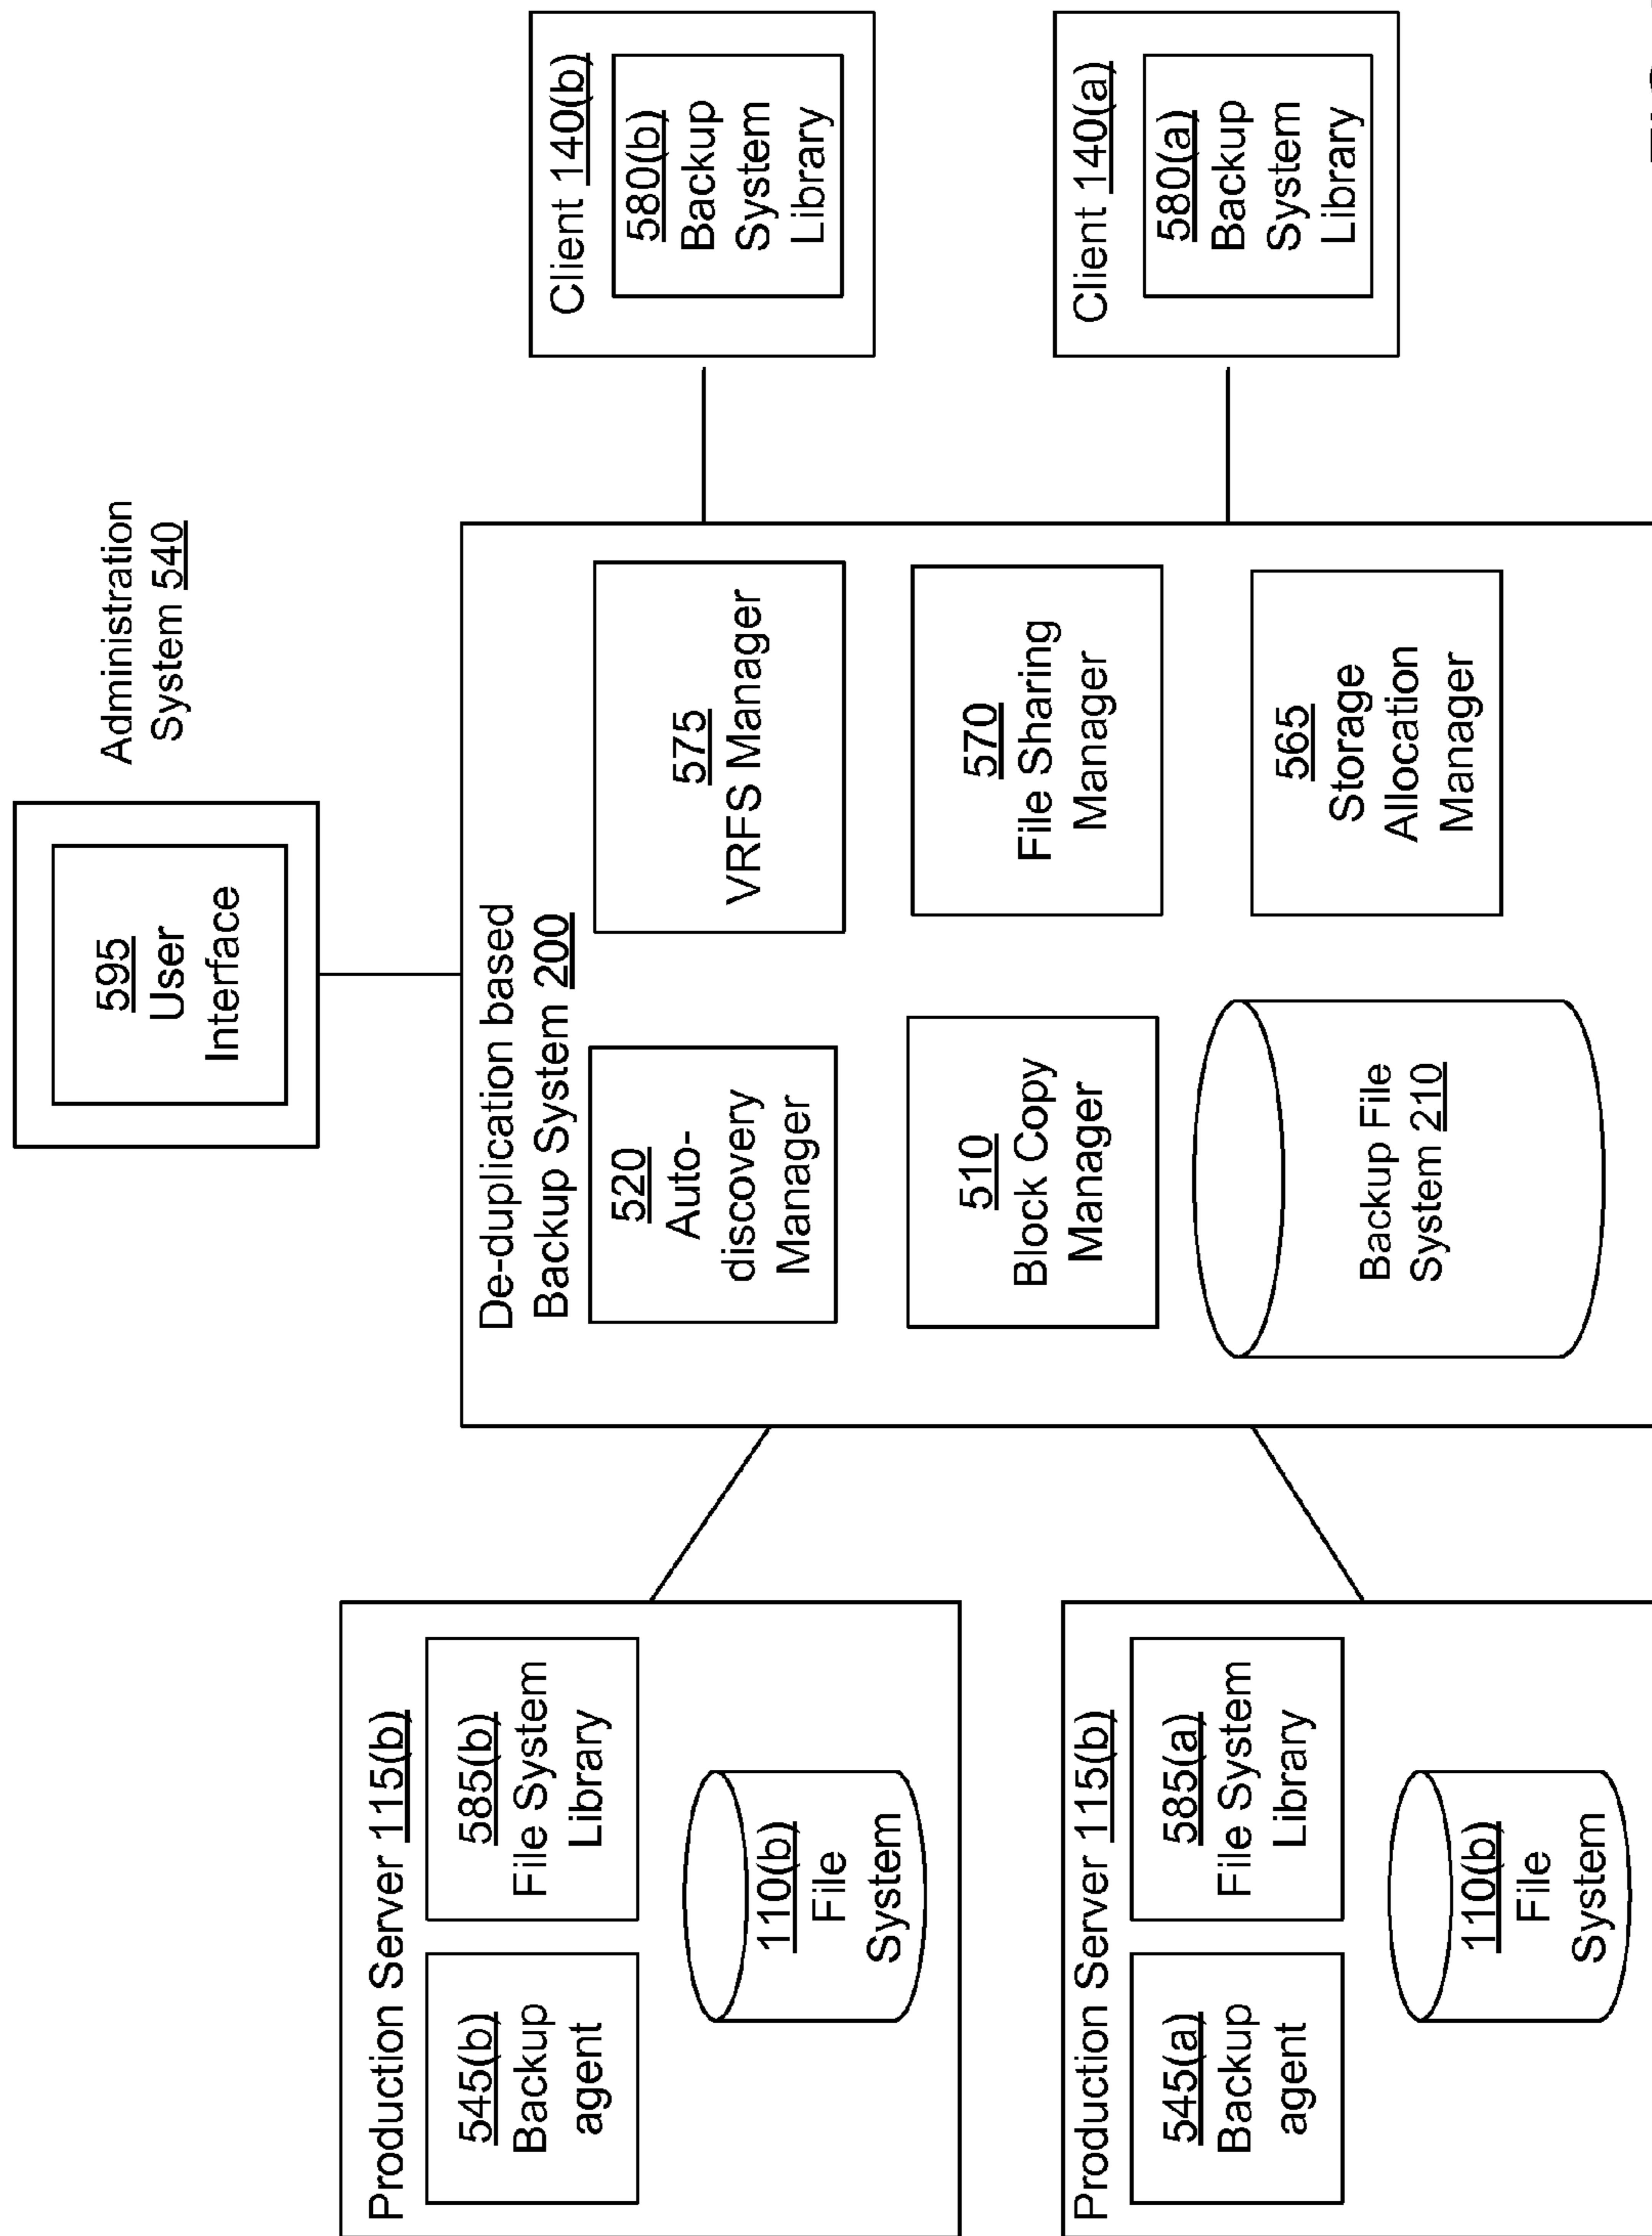 Administration
System 540
595
User
Interface
Production Server 115(b)
545(b)
Backup
agent
585(b)
File System
Library
110(b)
File
System
Production Server 115(b)
545(a)
Backup
agent
585(a)
File System
Library
110(b)
File
System
De-duplication based
Backup System 200
520
Auto-
discovery
Manager
575
VRFS Manager
510
Block Copy
Manager
570
File Sharing
Manager
Backup File
System 210
565
Storage
Allocation
Manager
Client 140(b)
580(b)
Backup
System
Library
Client 140(a)
580(a)
Backup
System
Library